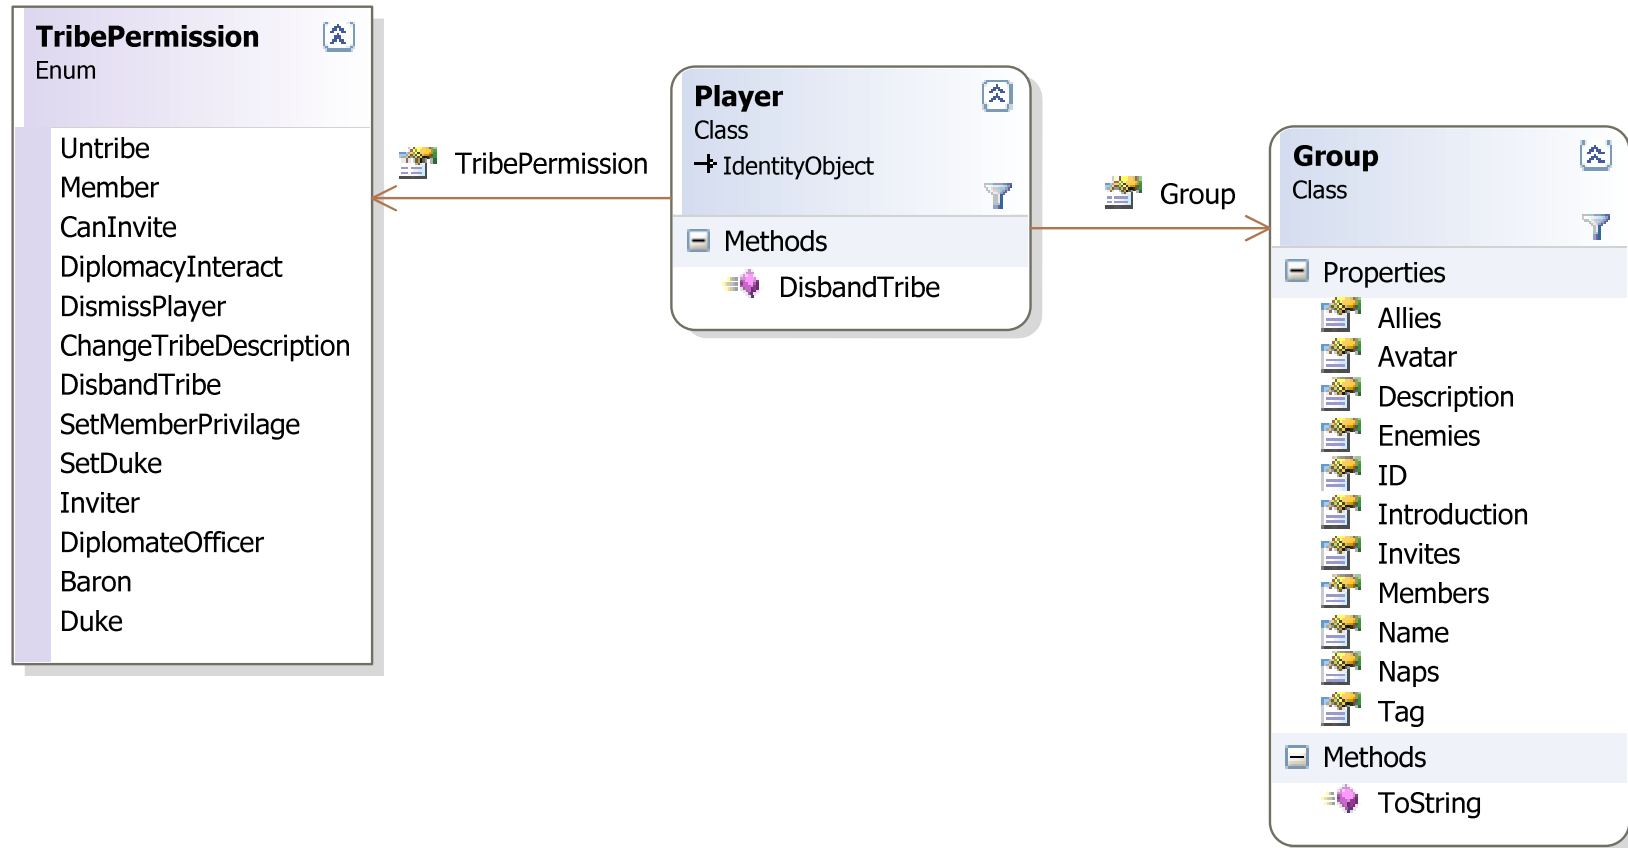 TribePermission
Enum
Untribe
Member
CanInvite
DiplomacyInteract
DismissPlayer
ChangeTribeDescription
DisbandTribe
SetMemberPrivilage
SetDuke
Inviter
DiplomateOfficer
Baron
Duke
TribePermission
Player
Class
IdentityObject
Methods
DisbandTribe
Group
Group
Class
Properties
Allies
Avatar
Description
Enemies
ID
Introduction
Invites
Members
Name
Naps
Tag
Methods
ToString